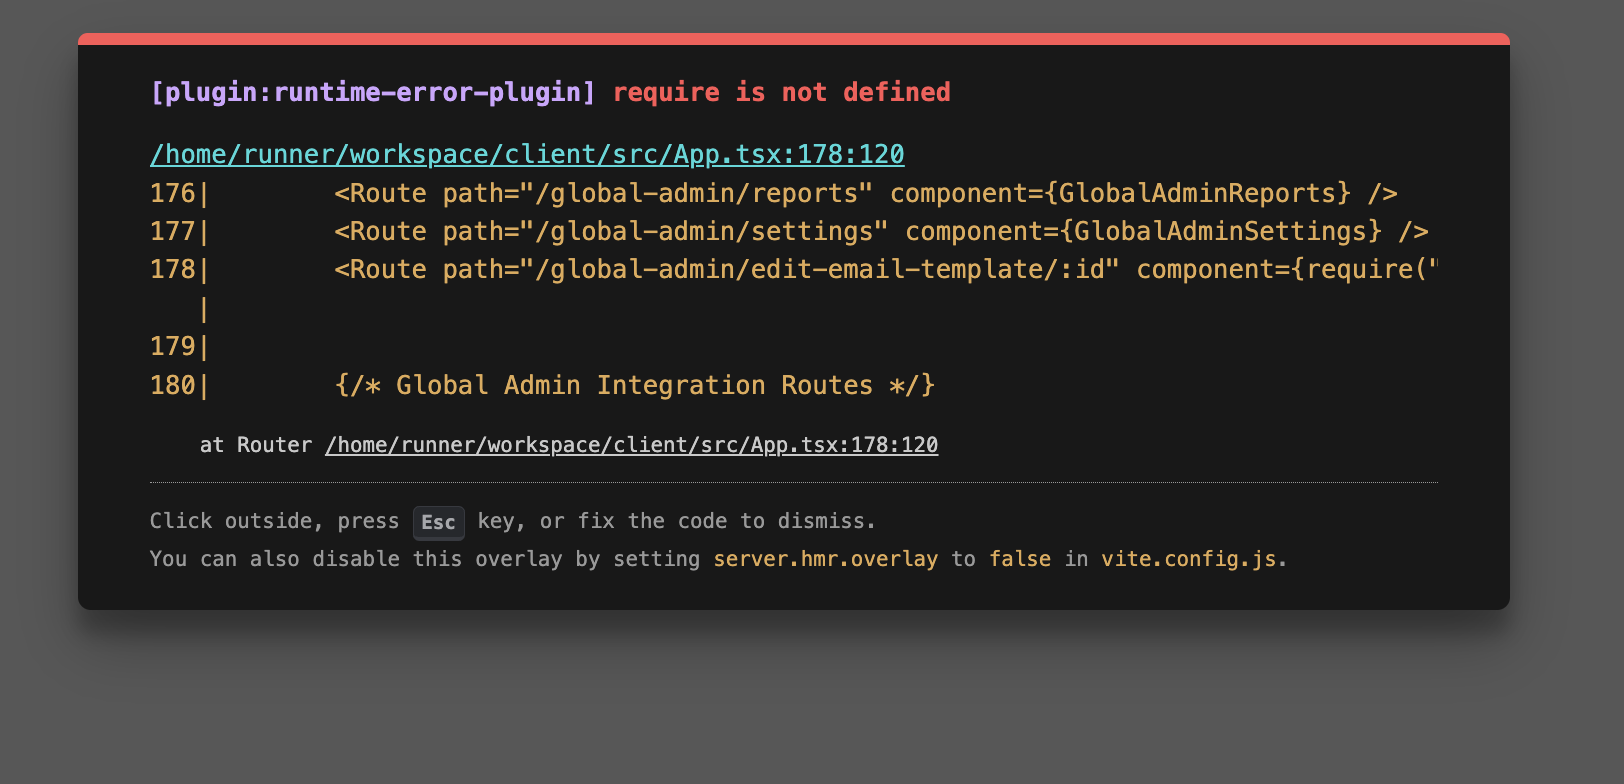 [plugin:runtime-error-plugin] require is not defined
/home/runner/workspace/client/src/App.tsx:178:120
176|        <Route path="/global-admin/reports" component={GlobalAdminReports} />
177|        <Route path="/global-admin/settings" component={GlobalAdminSettings} />
178|        <Route path="/global-admin/edit-email-template/:id" component={require("
|
179|
180|        {/* Global Admin Integration Routes */}
at Router /home/runner/workspace/client/src/App.tsx:178:120
Click outside, press Esc key, or fix the code to dismiss.
You can also disable this overlay by setting server.hmr.overlay to false in vite.config.js.